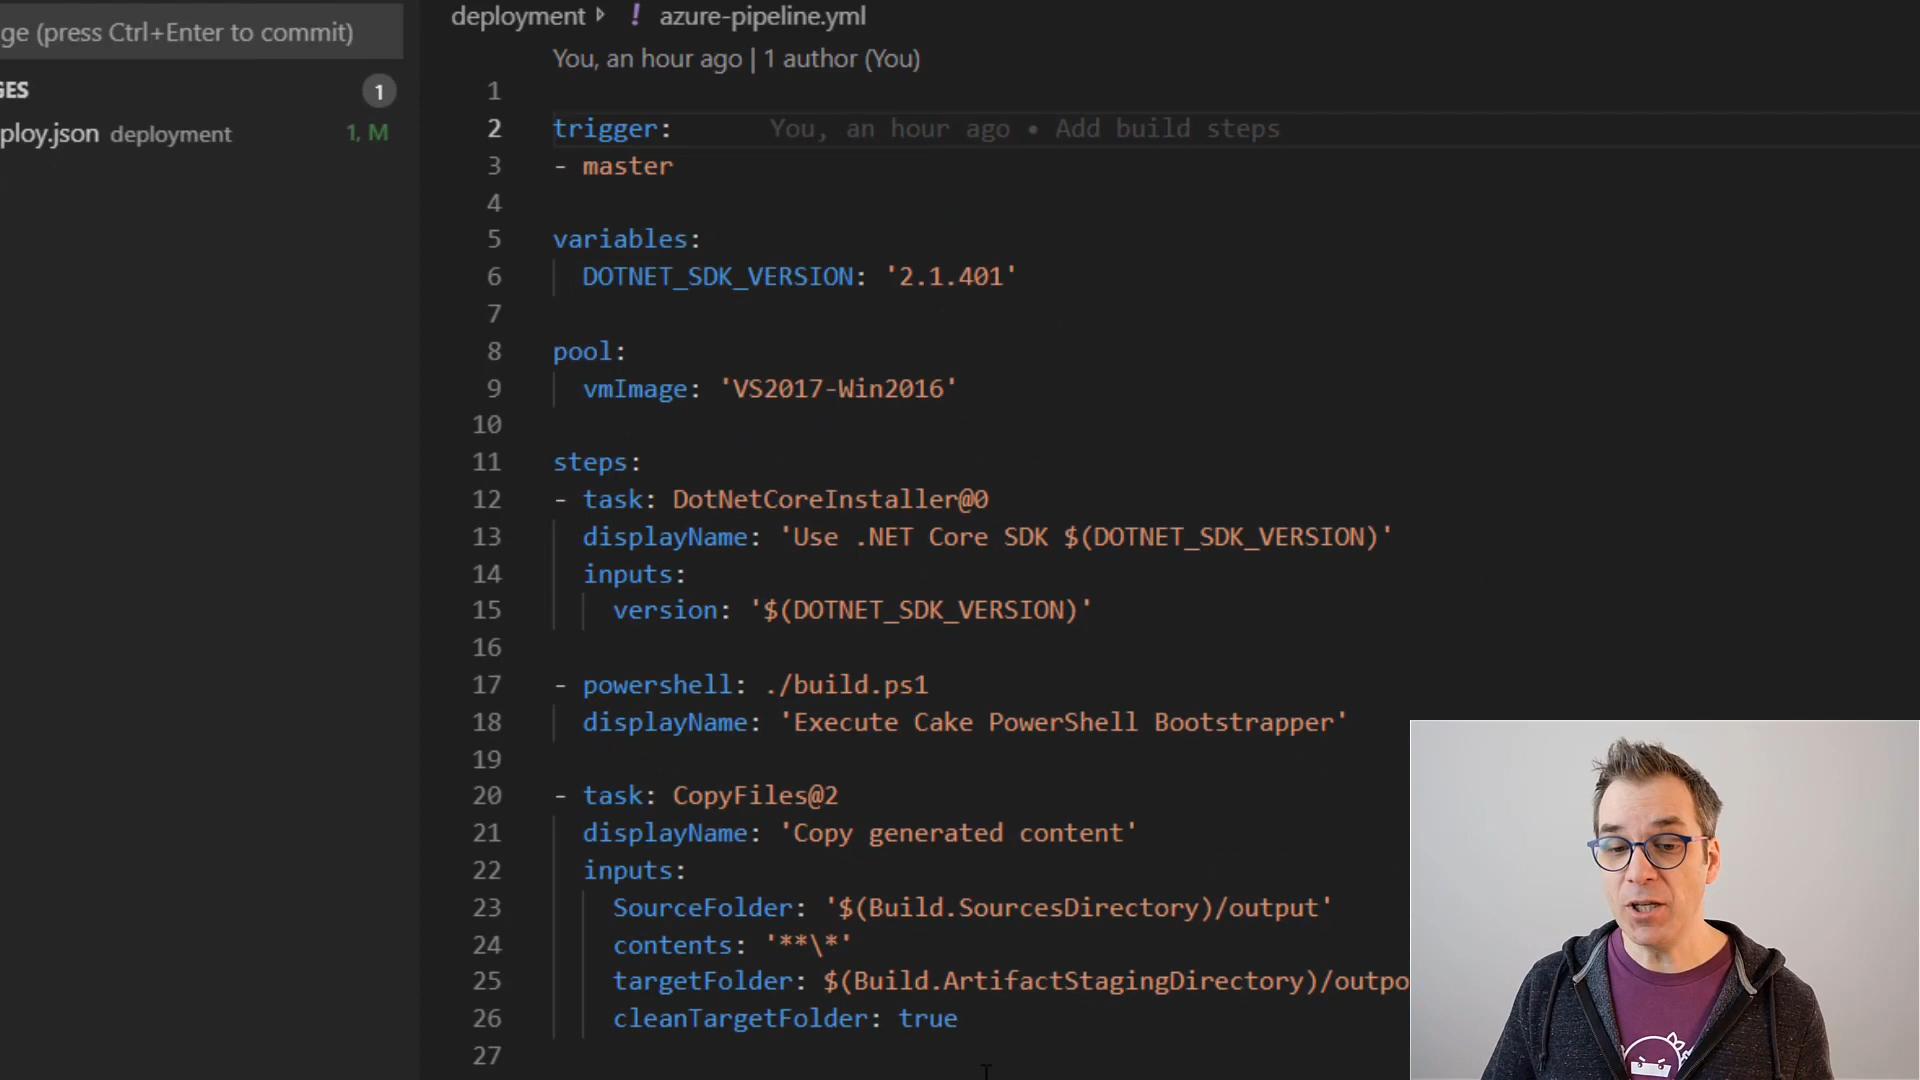 ge (press Ctrl+Enter to commit)
GES
1
ploy.json deployment 1, M
deployment azure-pipeline.yml
You, an hour ago | 1 author (You)
1
2 trigger: You, an hour ago • Add build steps
3 - master
4
5 variables:
6 DOTNET_SDK_VERSION: '2.1.401'
7
8 pool:
9 vmImage: 'VS2017-Win2016'
10
11 steps:
12 - task: DotNetCoreInstaller@0
13 displayName: 'Use .NET Core SDK $(DOTNET_SDK_VERSION)'
14 inputs:
15 version: '$(DOTNET_SDK_VERSION)'
16
17 - powershell: ./build.ps1
18 displayName: 'Execute Cake PowerShell Bootstrapper'
19
20 - task: CopyFiles@2
21 displayName: 'Copy generated content'
22 inputs:
23 SourceFolder: '$(Build.SourcesDirectory)/output'
24 contents: '**\*'
25 targetFolder: $(Build.ArtifactStagingDirectory)/outpo
26 cleanTargetFolder: true
27